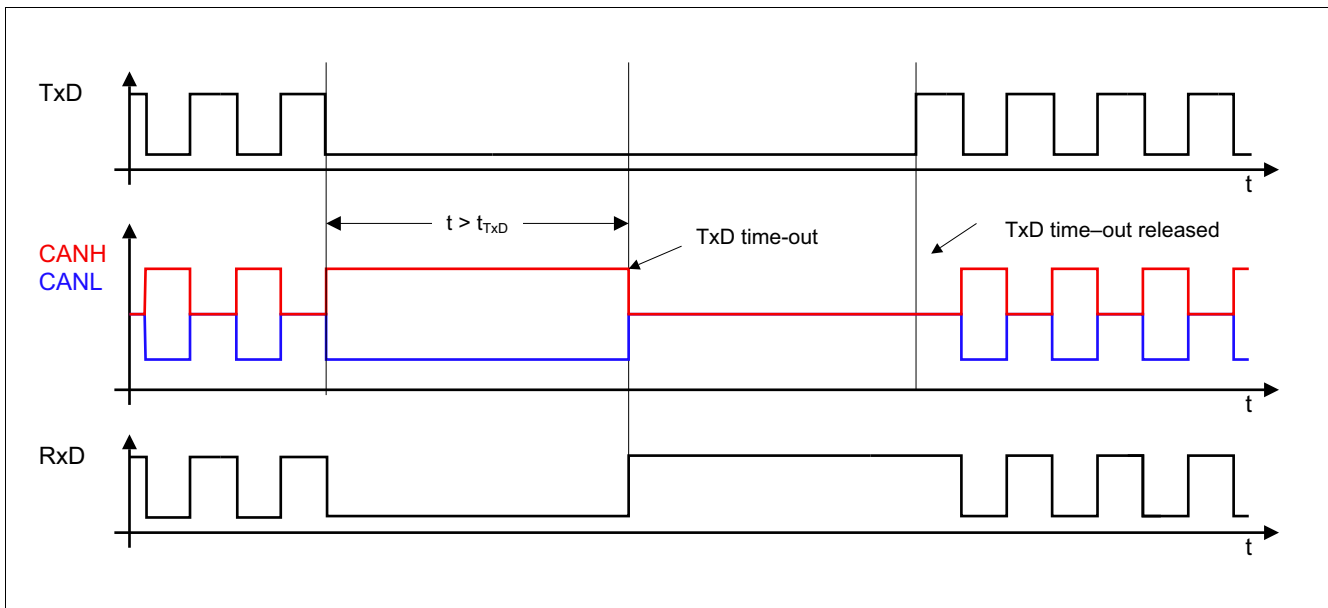 TxD
t
t > tTxD
TxD time-out
TxD time–out released
CANH
CANL
t
RxD
t